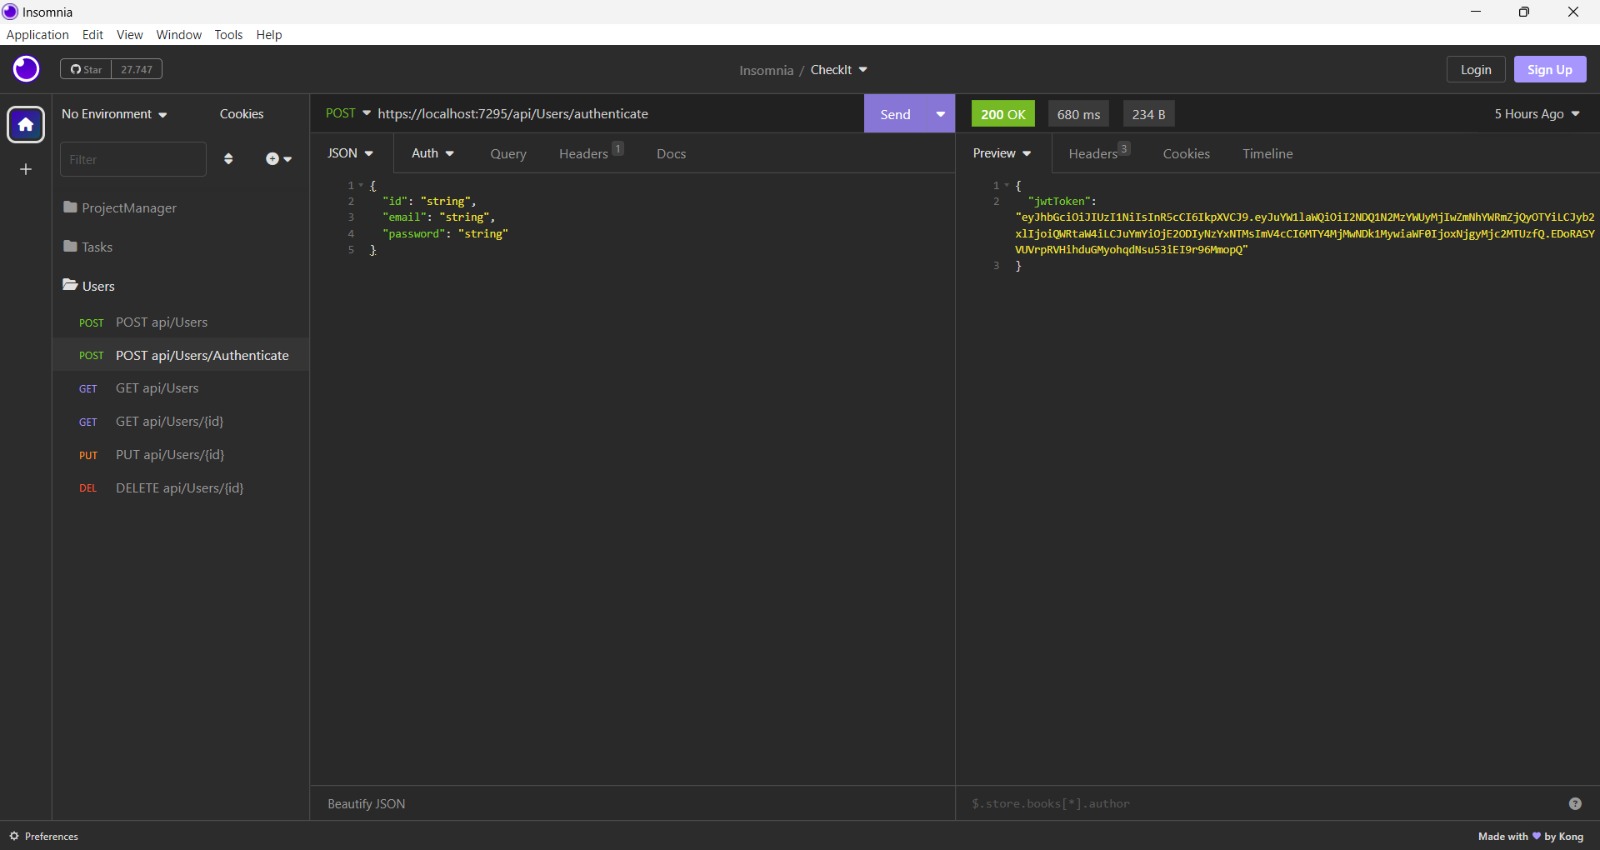 Insomnia
Application Edit View Window Tools Help
Star 27.747
Insomnia / CheckIt
Login Sign Up
No Environment Cookies
Filter
ProjectManager
Tasks
Users
POST POST api/Users
POST POST api/Users/Authenticate
GET GET api/Users
GET GET api/Users/{id}
PUT PUT api/Users/{id}
DEL DELETE api/Users/{id}
POST https://localhost:7295/api/Users/authenticate Send
JSON Auth Query Headers 1 Docs
1 {
2 "id": "string",
3 "email": "string",
4 "password": "string"
5 }
Beautify JSON
200 OK 680 ms 234 B 5 Hours Ago
Preview Headers 3 Cookies Timeline
1 {
2 "jwtToken":
3 }
$.store.books[*].author
Preferences
Made with by Kong